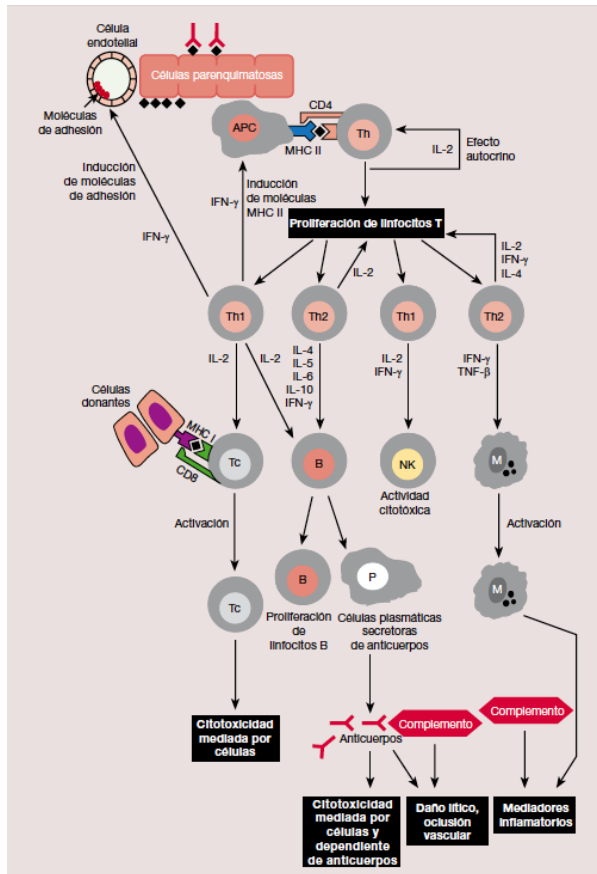 Célula
endotelial
Células parenquimatosas
Moléculas
de adhesión
CD4
APC
MHC II
Th
IL-2
Efecto
autocrino
Inducción
de moléculas
de adhesión
IFN-γ
IFN-γ
Inducción
de moléculas
MHC II
Proliferación de linfocitos T
IL-2
IL-2
IFN-γ
IL-4
Th1
Th2
Th1
Th2
IL-2
IL-2
IL-4
IL-5
IL-6
IL-10
IFN-γ
IL-2
IFN-γ
IFN-γ
TNF-β
Células
donantes
MHC I
CD8
Tc
B
NK
M
Actividad
citotóxica
Activación
Activación
Tc
B
P
M
Proliferación
de
linfocitos B
Células plasmáticas
secretoras
de anticuerpos
Citotoxicidad
mediada por
células
Anticuerpos
Complemento
Complemento
Citotoxicidad
mediada por
células y
dependiente
de anticuerpos
Daño lítico,
oclusión
vascular
Mediadores
inflamatorios